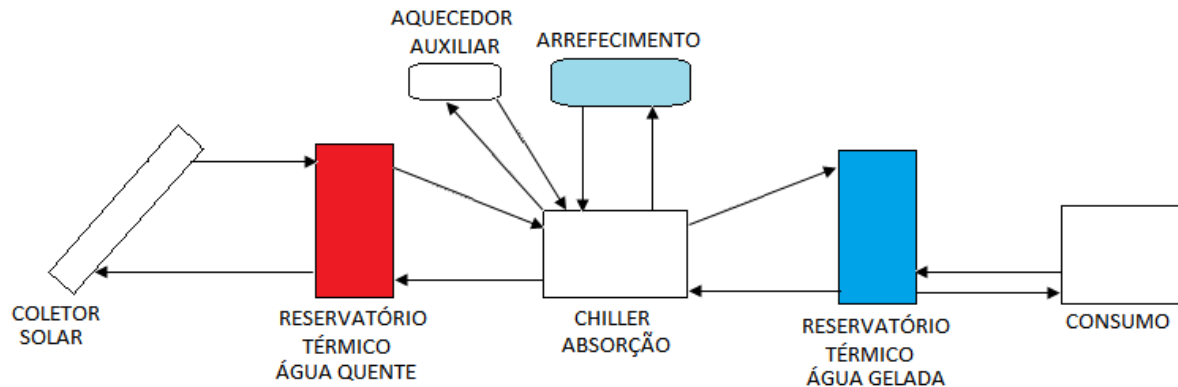 AQUECEDOR
AUXILIAR
ARREFECIMENTO
COLETOR
SOLAR
RESERVATÓRIO
TÉRMICO
ÁGUA QUENTE
CHILLER
ABSORÇÃO
RESERVATÓRIO
TÉRMICO
ÁGUA GELADA
CONSUMO